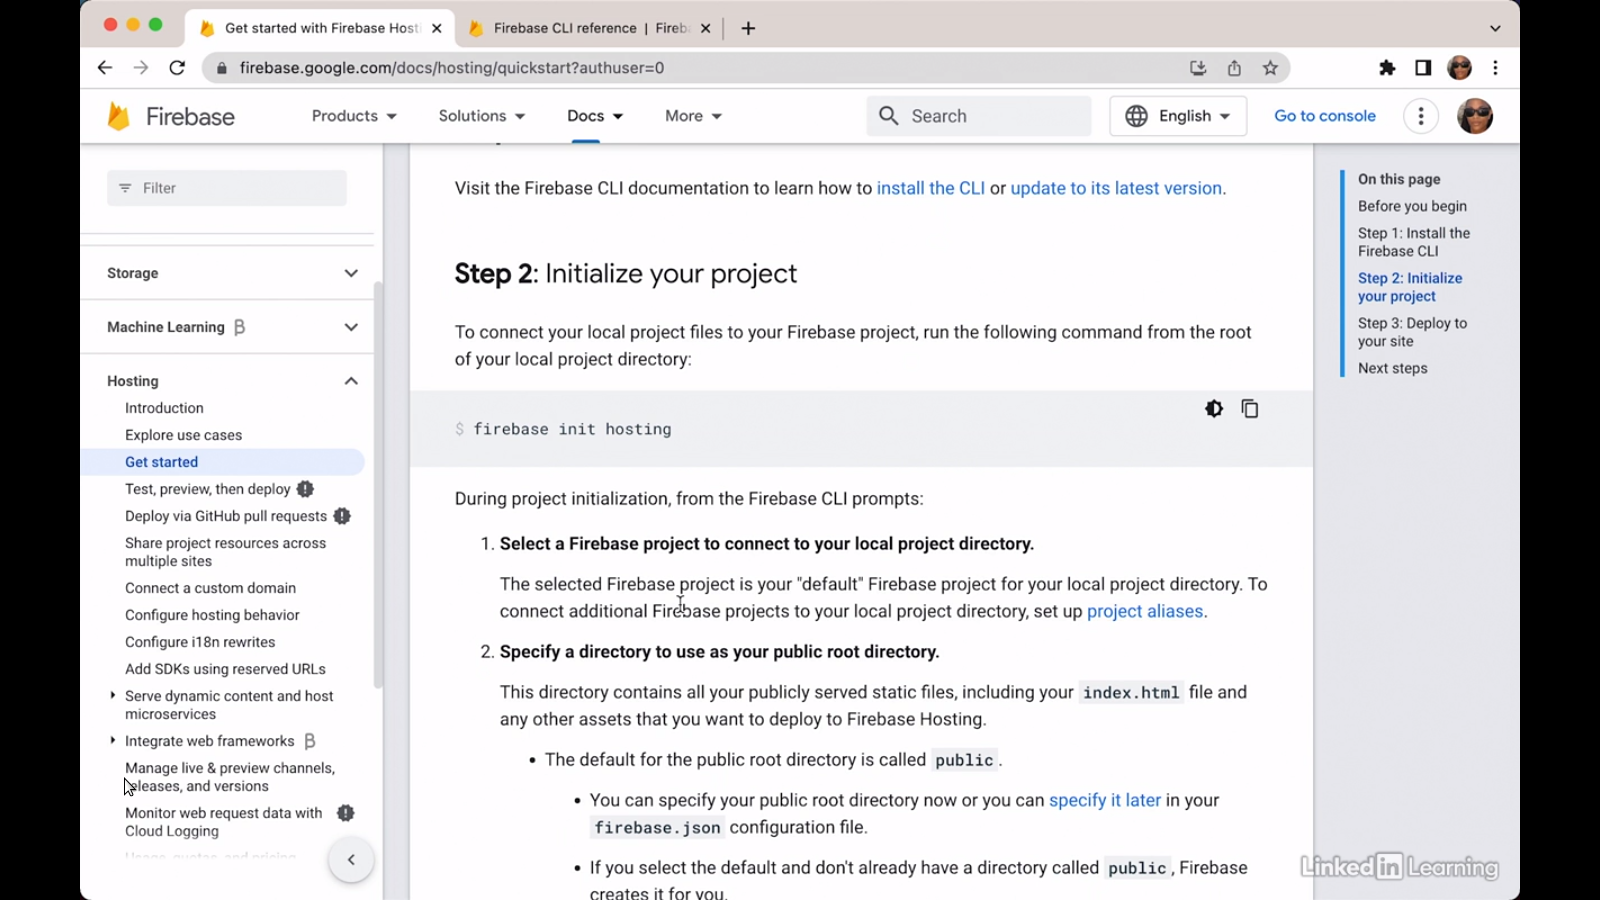 Get started with Firebase Hosti
Firebase CLI reference | Fireba
firebase.google.com/docs/hosting/quickstart?authuser=0
Firebase
Products
Solutions
Docs
More
Search
English
Go to console
Filter
Storage
Machine Learning β
Hosting
Introduction
Explore use cases
Get started
Test, preview, then deploy
Deploy via GitHub pull requests
Share project resources across
multiple sites
Connect a custom domain
Configure hosting behavior
Configure i18n rewrites
Add SDKs using reserved URLs
Serve dynamic content and host
microservices
Integrate web frameworks β
Manage live & preview channels,
releases, and versions
Monitor web request data with
Cloud Logging
Usage, quotas, and pricing
Visit the Firebase CLI documentation to learn how to install the CLI or update to its latest version.
Step 2: Initialize your project
To connect your local project files to your Firebase project, run the following command from the root
of your local project directory:
$ firebase init hosting
During project initialization, from the Firebase CLI prompts:
1. Select a Firebase project to connect to your local project directory.
The selected Firebase project is your "default" Firebase project for your local project directory. To
connect additional Firebase projects to your local project directory, set up project aliases.
2. Specify a directory to use as your public root directory.
This directory contains all your publicly served static files, including your index.html file and
any other assets that you want to deploy to Firebase Hosting.
• The default for the public root directory is called public.
• You can specify your public root directory now or you can specify it later in your
firebase.json configuration file.
• If you select the default and don't already have a directory called public, Firebase
creates it for you.
On this page
Before you begin
Step 1: Install the
Firebase CLI
Step 2: Initialize
your project
Step 3: Deploy to
your site
Next steps
LinkedIn Learning